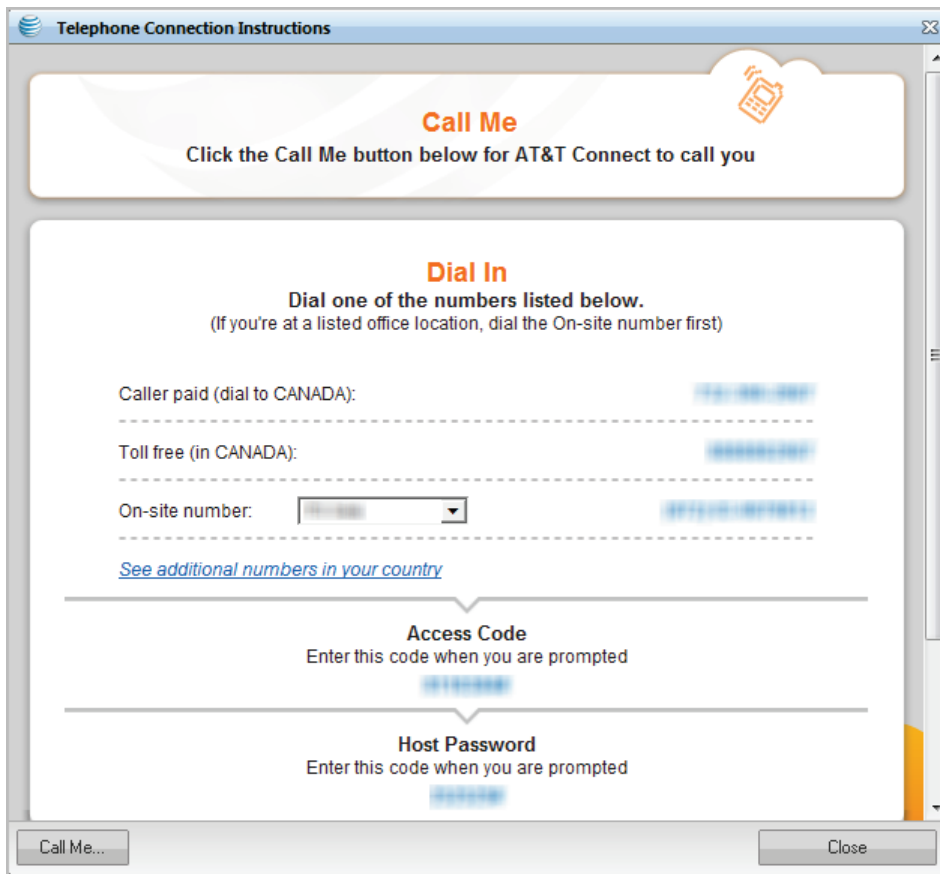 Telephone Connection Instructions
Call Me
Click the Call Me button below for AT&T Connect to call you
Dial In
Dial one of the numbers listed below.
(If you're at a listed office location, dial the On-site number first)
Caller paid (dial to CANADA):
Toll free (in CANADA):
On-site number:
See additional numbers in your country
Access Code
Enter this code when you are prompted
Host Password
Enter this code when you are prompted
Call Me...
Close